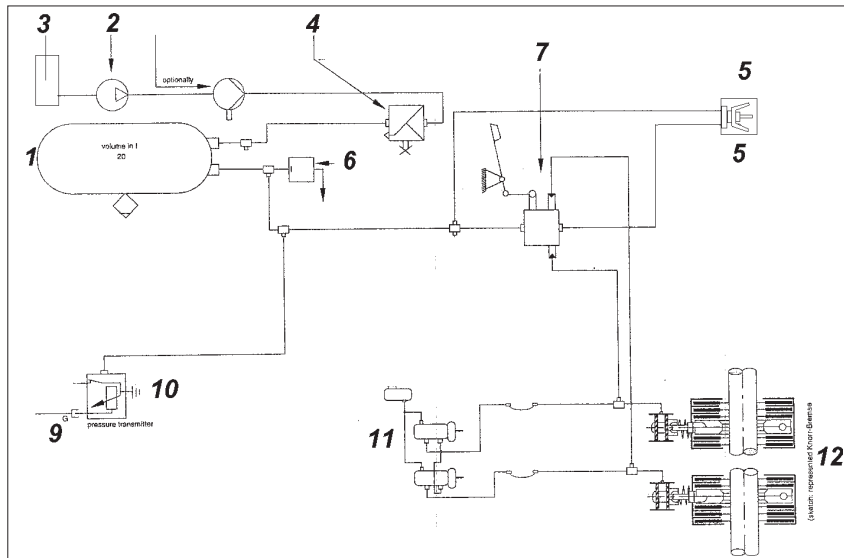 3
2
4
7
optionally
5
5
volume in l
20
1
6
9
G
10
pressure transmitter
11
12
(sketch: represented Knorr-Bremse